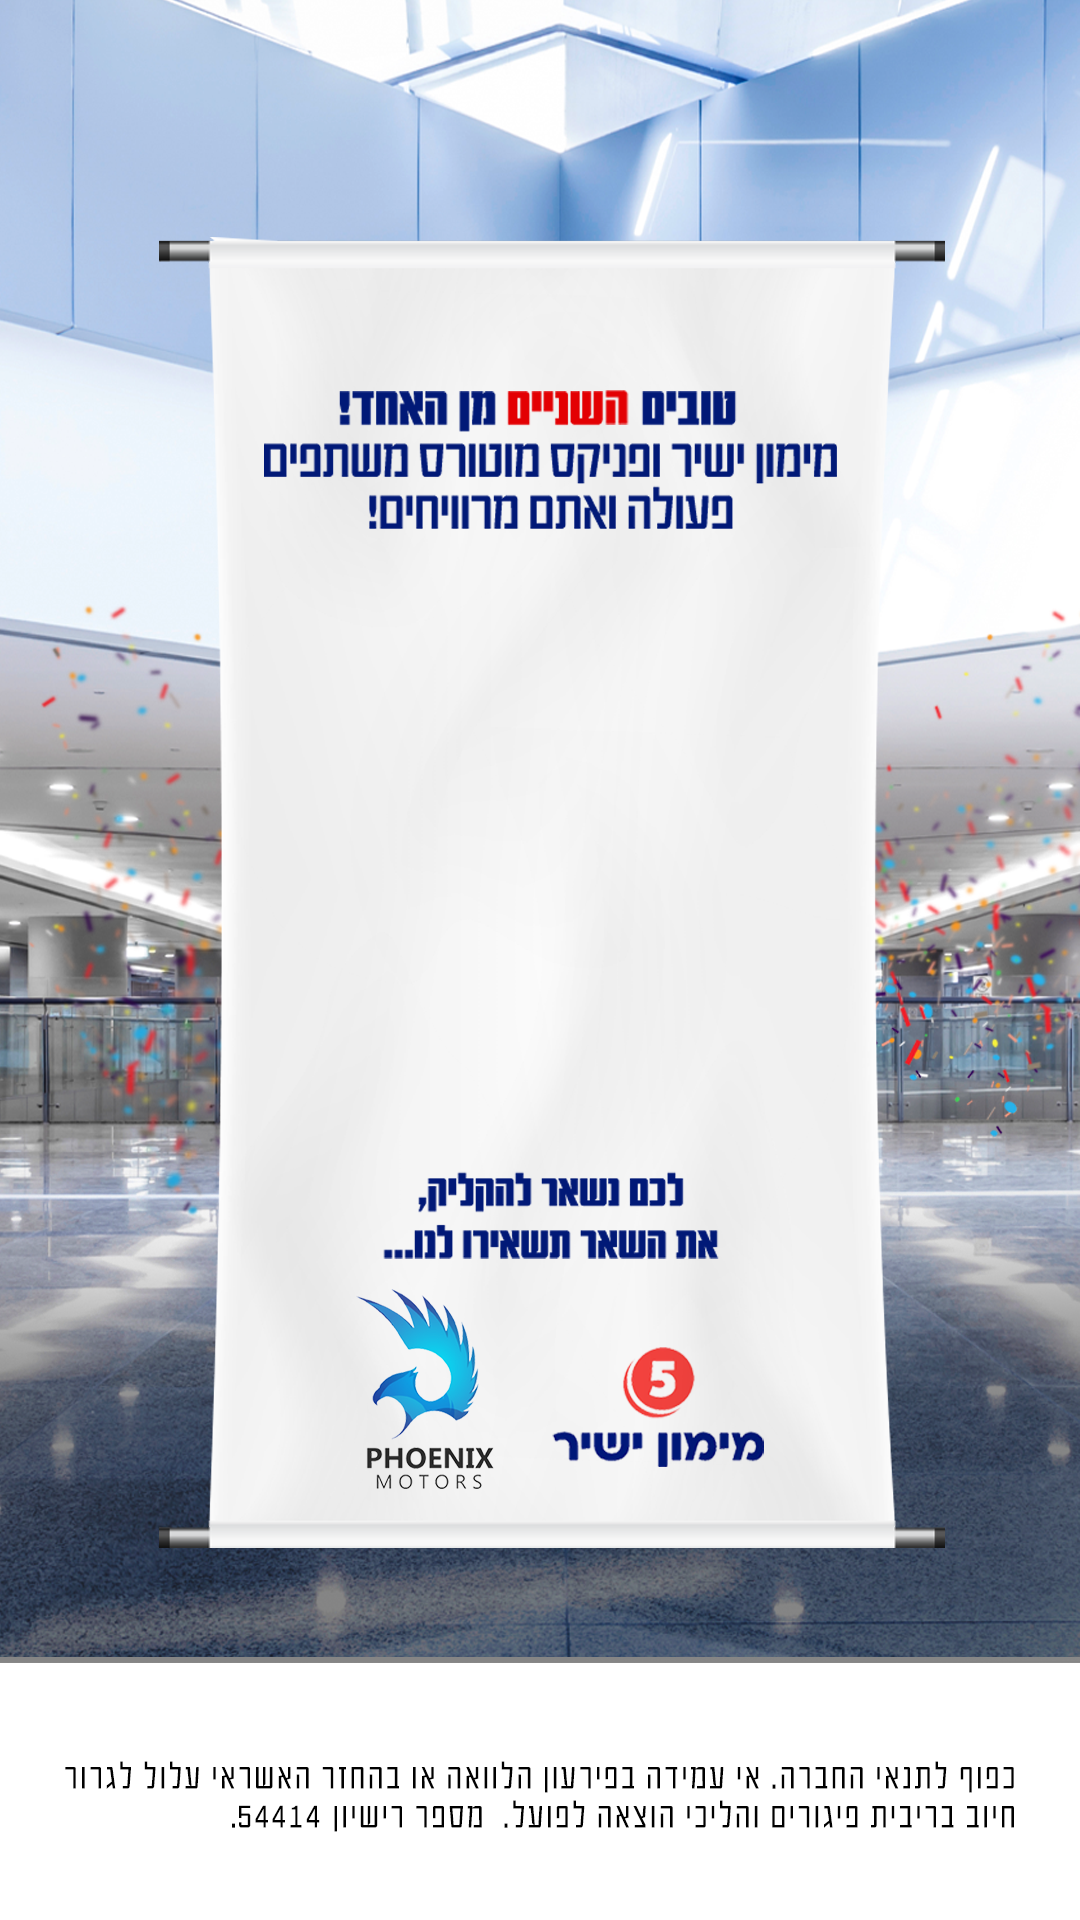 טובים השניים מן האחד!
מימון ישיר ופניקס מוטורס משתפים
פעולה ואתם מרוויחים!
לכם נשאר להקליק,
את השאר תשאירו לנו...
PHOENIX
MOTORS
5
מימון ישיר
כפוף לתנאי החברה. אי עמידה בפירעון הלוואה או בהחזר האשראי עלול לגרור
חיוב בריבית פיגורים והליכי הוצאה לפועל. מספר רישיון 54414.